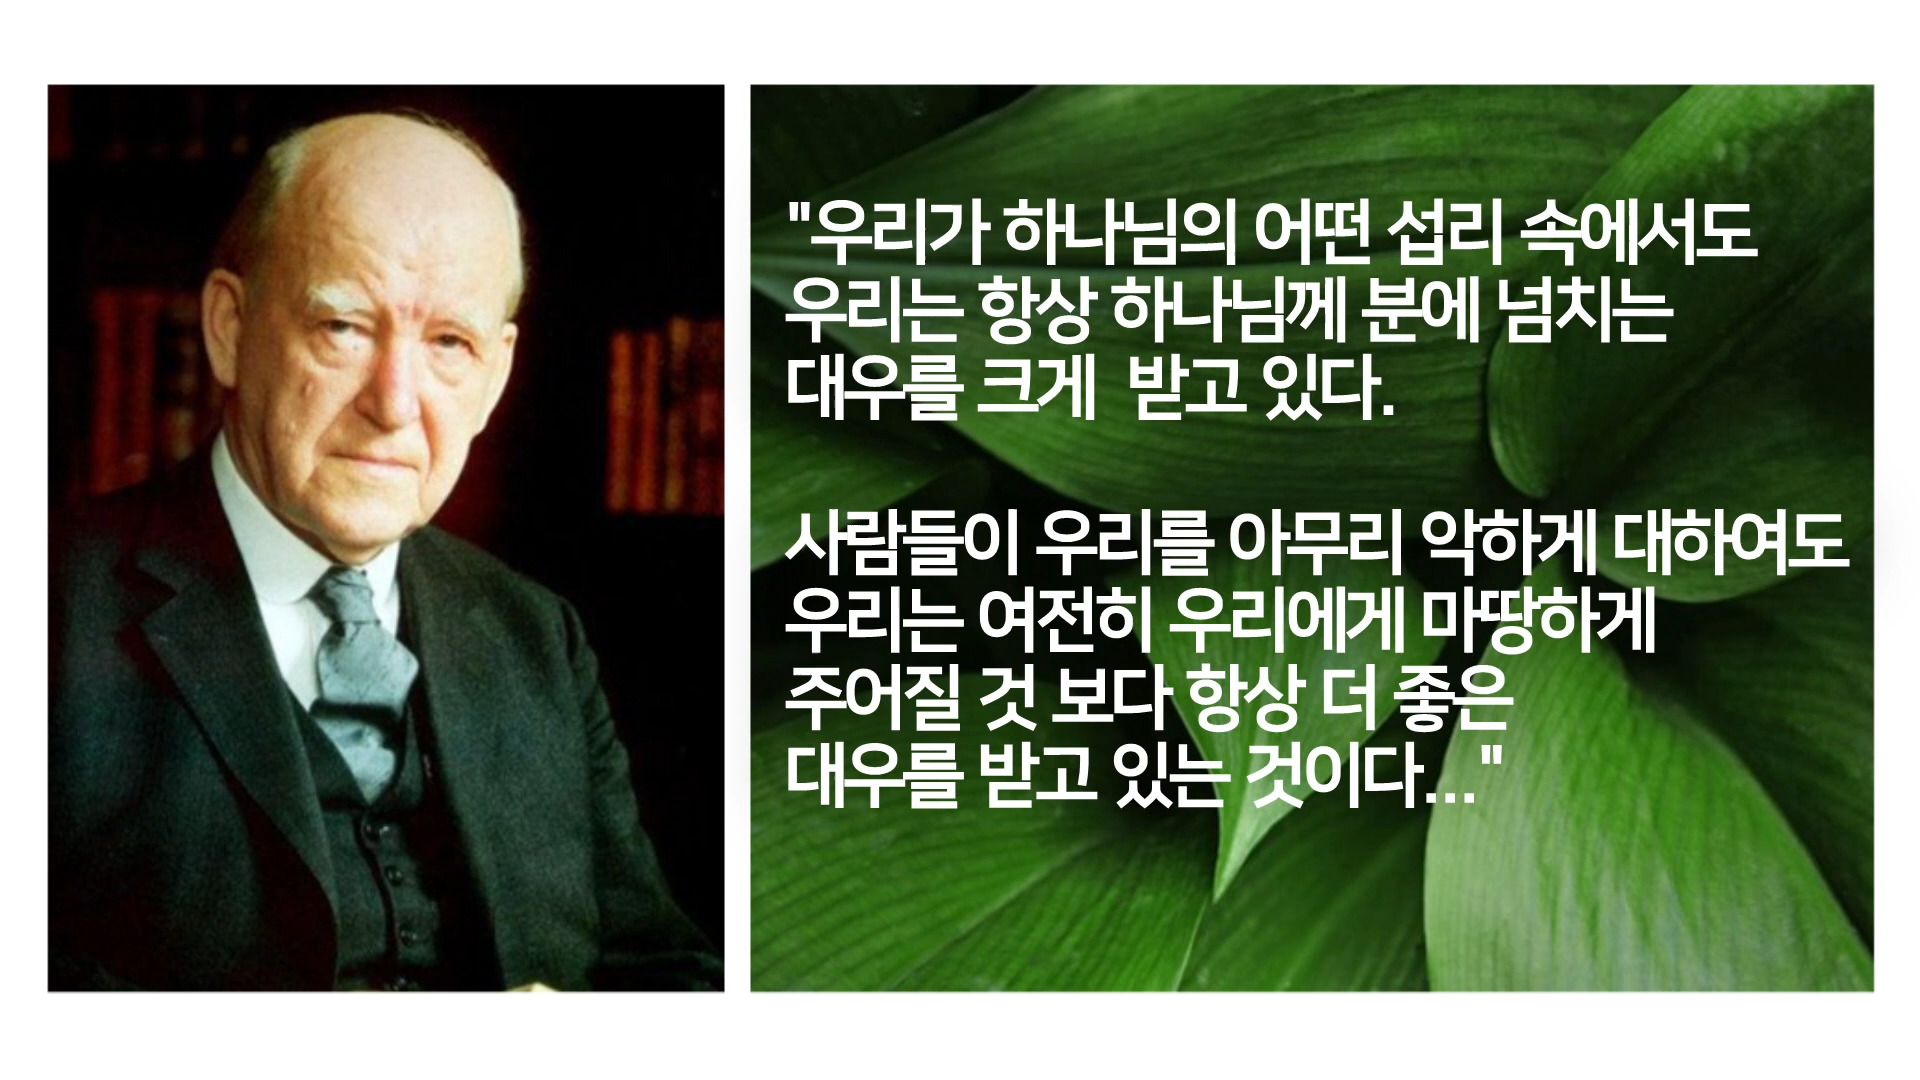 "우리가 하나님의 어떤 섭리 속에서도
우리는 항상 하나님께 분에 넘치는
대우를 크게 받고 있다.
사람들이 우리를 아무리 악하게 대하여도
우리는 여전히 우리에게 마땅하게
주어질 것 보다 항상 더 좋은
대우를 받고 있는 것이다..."